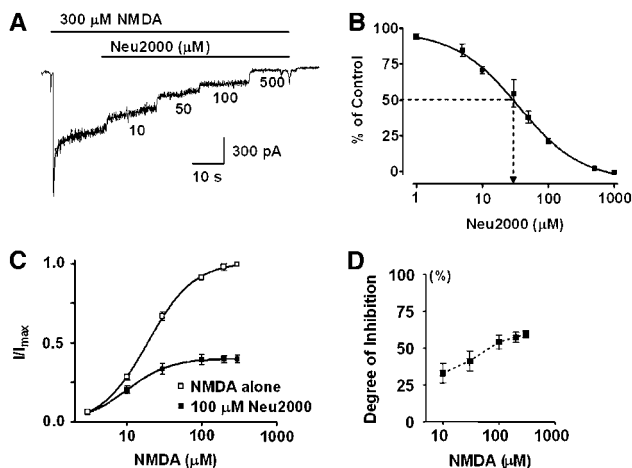 A
300 µM NMDA
Neu2000 (µM)
10
50
100
500
300 pA
10 s
B
100
75
50
25
0
% of Control
1
10
100
1000
Neu2000 (µM)
C
1.0
0.5
0.0
I/Imax
NMDA alone
100 µM Neu2000
10
100
1000
NMDA (µM)
D
(%)
100
75
50
25
0
Degree of Inhibition
10
100
1000
NMDA (µM)